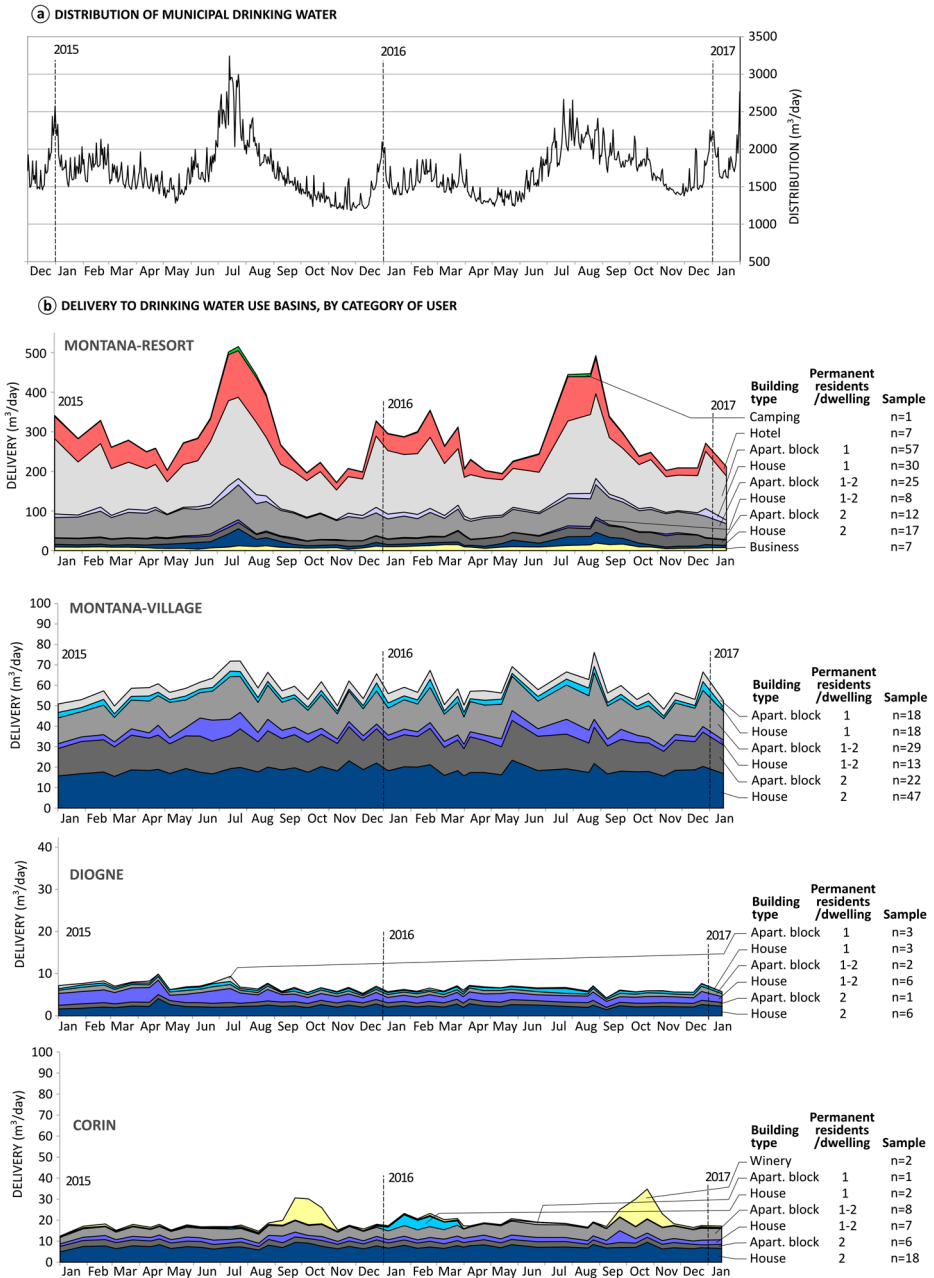 a DISTRIBUTION OF MUNICIPAL DRINKING WATER
2015 2016 2017
3500
3000
2500
2000
1500
1000
500
DISTRIBUTION (m³/day)
Dec Jan Feb Mar Apr May Jun Jul Aug Sep Oct Nov Dec Jan Feb Mar Apr May Jun Jul Aug Sep Oct Nov Dec Jan
b DELIVERY TO DRINKING WATER USE BASINS, BY CATEGORY OF USER
MONTANA-RESORT
DELIVERY (m³/day)
500
400
300
200
100
0
2015 2016 2017
Jan Feb Mar Apr May Jun Jul Aug Sep Oct Nov Dec Jan Feb Mar Apr May Jun Jul Aug Sep Oct Nov Dec Jan
Building type Permanent residents /dwelling Sample
Camping n=1
Hotel n=7
Apart. block 1 n=57
House 1 n=30
Apart. block 1-2 n=25
House 1-2 n=8
Apart. block 2 n=12
House 2 n=17
Business n=7
MONTANA-VILLAGE
DELIVERY (m³/day)
100
90
80
70
60
50
40
30
20
10
0
2015 2016 2017
Jan Feb Mar Apr May Jun Jul Aug Sep Oct Nov Dec Jan Feb Mar Apr May Jun Jul Aug Sep Oct Nov Dec Jan
Building type Permanent residents /dwelling Sample
Apart. block 1 n=18
House 1 n=18
Apart. block 1-2 n=29
House 1-2 n=13
Apart. block 2 n=22
House 2 n=47
DIOGNE
DELIVERY (m³/day)
40
30
20
10
0
2015 2016 2017
Jan Feb Mar Apr May Jun Jul Aug Sep Oct Nov Dec Jan Feb Mar Apr May Jun Jul Aug Sep Oct Nov Dec Jan
Building type Permanent residents /dwelling Sample
Apart. block 1 n=3
House 1 n=3
Apart. block 1-2 n=2
House 1-2 n=6
Apart. block 2 n=1
House 2 n=6
CORIN
DELIVERY (m³/day)
100
90
80
70
60
50
40
30
20
10
0
2015 2016 2017
Jan Feb Mar Apr May Jun Jul Aug Sep Oct Nov Dec Jan Feb Mar Apr May Jun Jul Aug Sep Oct Nov Dec Jan
Building type Permanent residents /dwelling Sample
Winery n=2
Apart. block 1 n=1
House 1 n=2
Apart. block 1-2 n=8
House 1-2 n=7
Apart. block 2 n=6
House 2 n=18